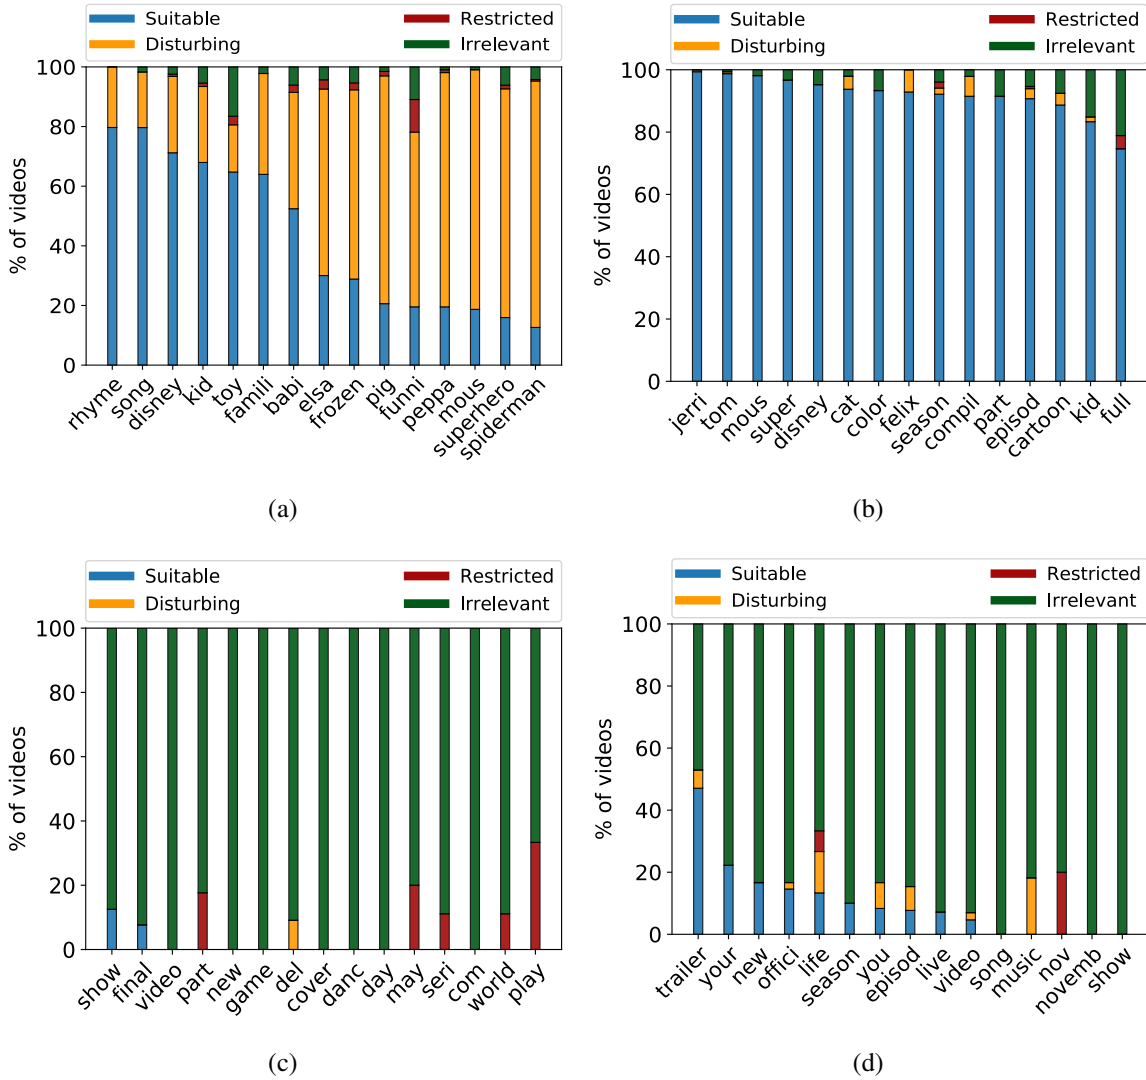 Suitable Restricted
Disturbing Irrelevant
100
80
60
40
20
0
% of videos
rhyme song disney kid toy famili babi elsa frozen pig funni peppa mous superhero spiderman
(a)
Suitable Restricted
Disturbing Irrelevant
100
80
60
40
20
0
% of videos
jerri tom mous super disney cat color felix season compil part episod cartoon kid full
(b)
Suitable Restricted
Disturbing Irrelevant
100
80
60
40
20
0
% of videos
show final video part new game del cover danc day may seri com world play
(c)
Suitable Restricted
Disturbing Irrelevant
100
80
60
40
20
0
% of videos
trailer your new offici life season you episod live video song music nov novemb show
(d)